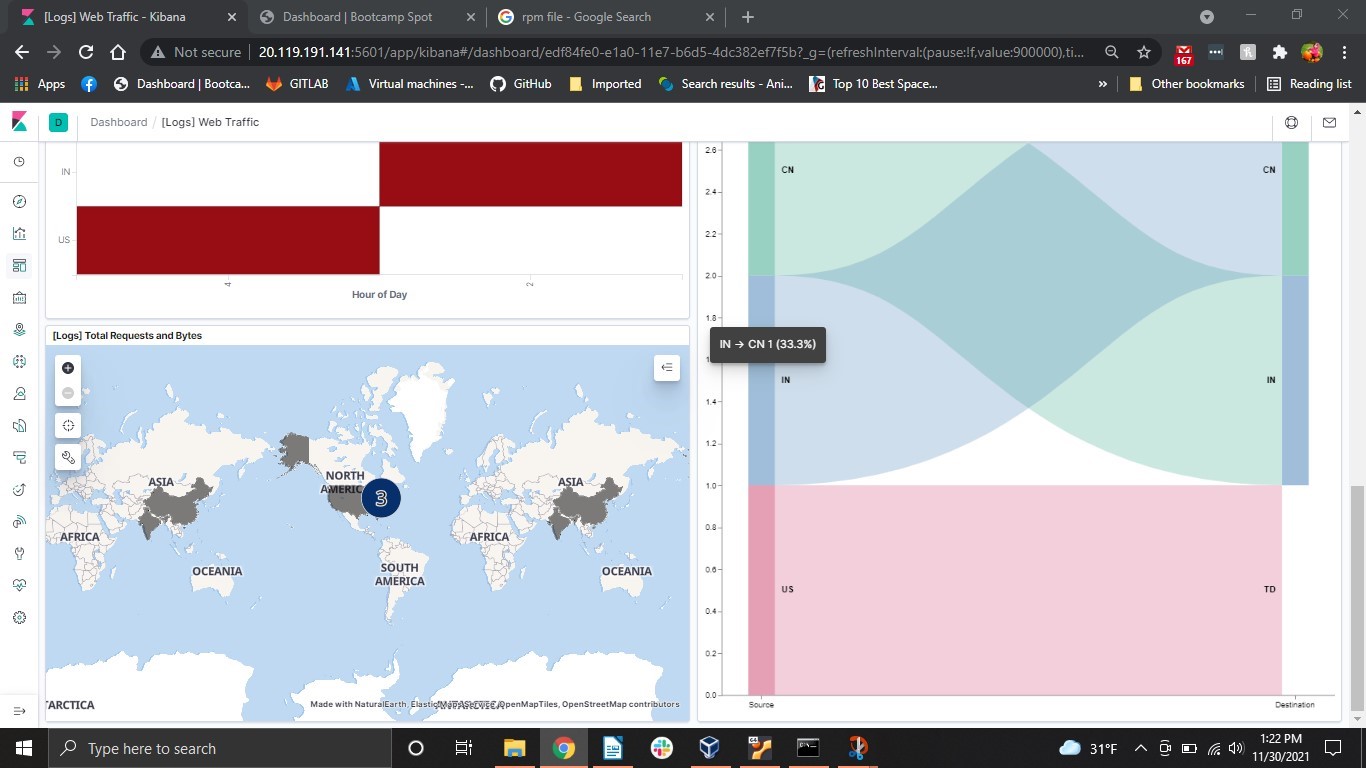 [Logs] Web Traffic - Kibana
Dashboard | Bootcamp Spot
rpm file - Google Search
Not secure
20.119.191.141:5601/app/kibana#/dashboard/edf84fe0-e1a0-11e7-b6d5-4dc382ef7f5b?_g=(refreshInterval:(pause:!f,value:900000),ti...
167
Apps
Dashboard | Bootca...
GITLAB
Virtual machines -...
GitHub
Imported
Search results - Ani...
Top 10 Best Space...
»
Other bookmarks
Reading list
D
Dashboard / [Logs] Web Traffic
IN
US
4
2
Hour of Day
[Logs] Total Requests and Bytes
ASIA
NORTH
AMERIC
3
ASIA
AFRICA
AFRICA
OCEANIA
SOUTH
AMERICA
OCEANIA
TARCTICA
Made with NaturalEarth, Elastic Maps Service, OpenMapTiles, OpenStreetMap contributors
2.6
2.4
2.2
2.0
1.8
1.4
1.2
1.0
0.8
0.6
0.4
0.2
0.0
CN
CN
IN → CN 1 (33.3%)
IN
IN
US
TD
Source
Destination
Type here to search
31°F
1:22 PM
11/30/2021